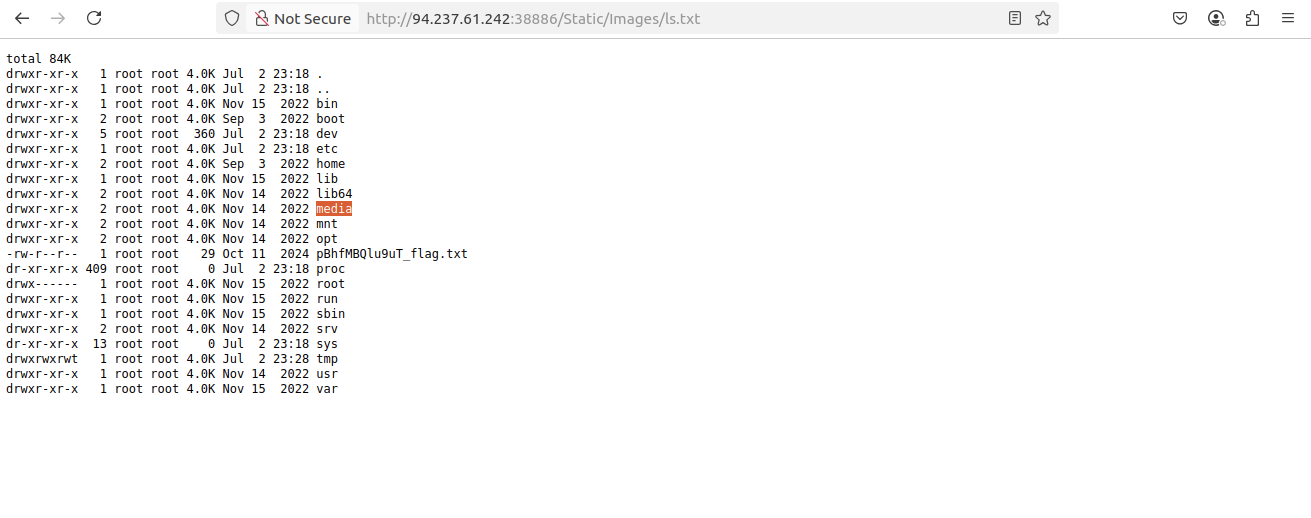 Not Secure http://94.237.61.242:38886/Static/Images/ls.txt
total 84K
drwxr-xr-x   1 root root 4.0K Jul  2 23:18 .
drwxr-xr-x   1 root root 4.0K Jul  2 23:18 ..
drwxr-xr-x   1 root root 4.0K Nov 15  2022 bin
drwxr-xr-x   2 root root 4.0K Sep  3  2022 boot
drwxr-xr-x   5 root root  360 Jul  2 23:18 dev
drwxr-xr-x   1 root root 4.0K Jul  2 23:18 etc
drwxr-xr-x   2 root root 4.0K Sep  3  2022 home
drwxr-xr-x   1 root root 4.0K Nov 15  2022 lib
drwxr-xr-x   2 root root 4.0K Nov 14  2022 lib64
drwxr-xr-x   2 root root 4.0K Nov 14  2022 media
drwxr-xr-x   2 root root 4.0K Nov 14  2022 mnt
drwxr-xr-x   2 root root 4.0K Nov 14  2022 opt
-rw-r--r--   1 root root   29 Oct 11  2024 pBhfMBQlu9uT_flag.txt
dr-xr-xr-x 409 root root    0 Jul  2 23:18 proc
drwx------   1 root root 4.0K Nov 15  2022 root
drwxr-xr-x   1 root root 4.0K Nov 15  2022 run
drwxr-xr-x   1 root root 4.0K Nov 15  2022 sbin
drwxr-xr-x   2 root root 4.0K Nov 14  2022 srv
dr-xr-xr-x  13 root root    0 Jul  2 23:18 sys
drwxrwxrwt   1 root root 4.0K Jul  2 23:28 tmp
drwxr-xr-x   1 root root 4.0K Nov 14  2022 usr
drwxr-xr-x   1 root root 4.0K Nov 15  2022 var